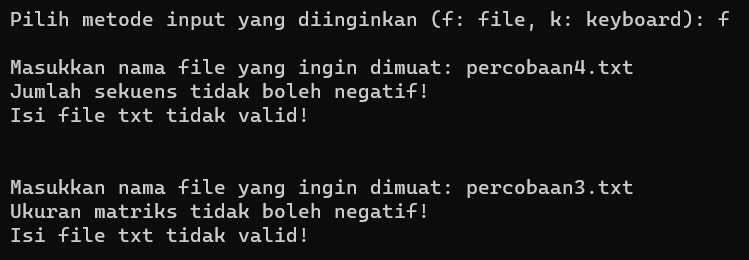 Pilih metode input yang diinginkan (f: file, k: keyboard): f
Masukkan nama file yang ingin dimuat: percobaan4.txt
Jumlah sekuens tidak boleh negatif!
Isi file txt tidak valid!
Masukkan nama file yang ingin dimuat: percobaan3.txt
Ukuran matriks tidak boleh negatif!
Isi file txt tidak valid!